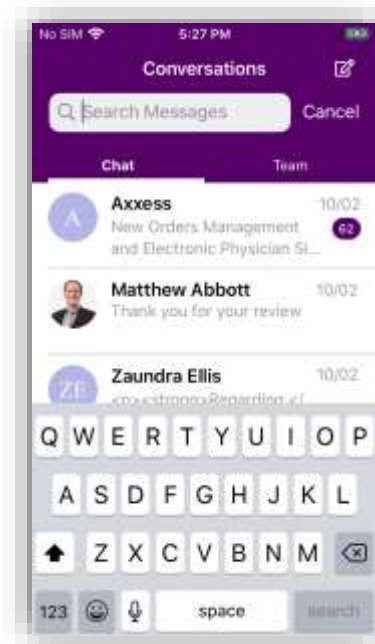 No SIM 5:27 PM
Conversations
Search Messages Cancel
Chat Team
Axxess 10/02
A
New Orders Management 62
and Electronic Physician Si...
Matthew Abbott 10/02
Thank you for your review
Zaundra Ellis 10/02
ZE
Q W E R T Y U I O P
A S D F G H J K L
Z X C V B N M
123 space search